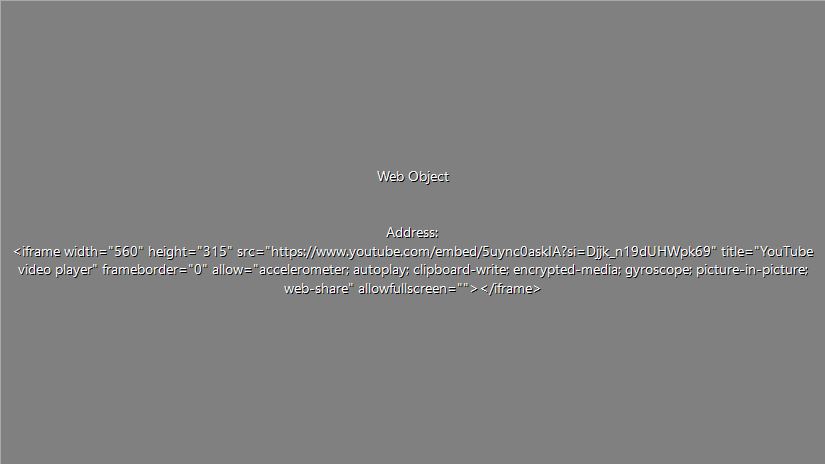 Web Object
Address:
<iframe width="560" height="315" src="https://www.youtube.com/embed/5uync0askIA?si=Djjk_n19dUHWpk69" title="YouTube
video player" frameborder="0" allow="accelerometer; autoplay; clipboard-write; encrypted-media; gyroscope; picture-in-picture;
web-share" allowfullscreen=""></iframe>